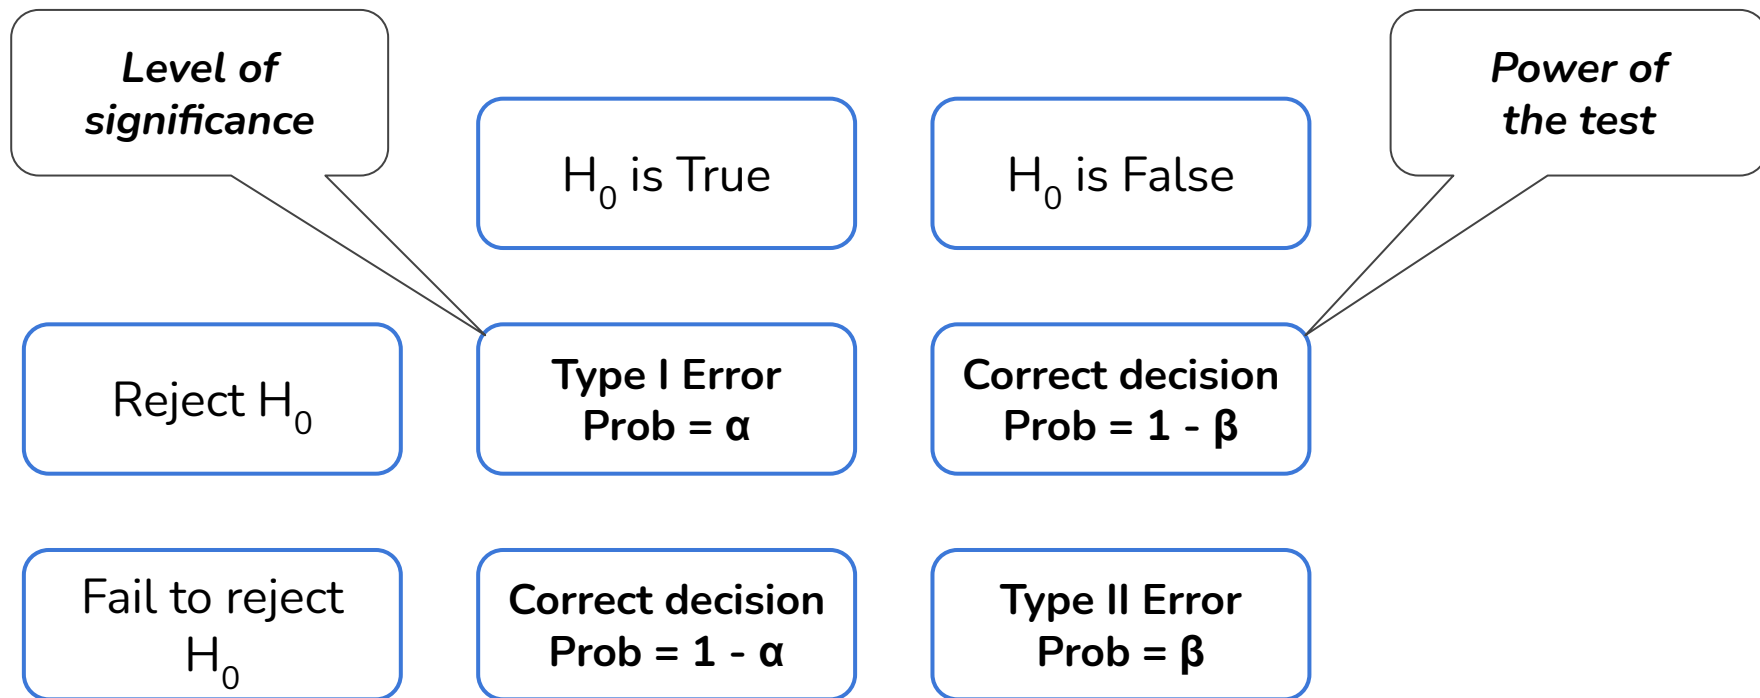 Level of
significance
Power of
the test
H₀ is True
H₀ is False
Reject H₀
Type I Error
Prob = α
Correct decision
Prob = 1 - β
Fail to reject
H₀
Correct decision
Prob = 1 - α
Type II Error
Prob = β